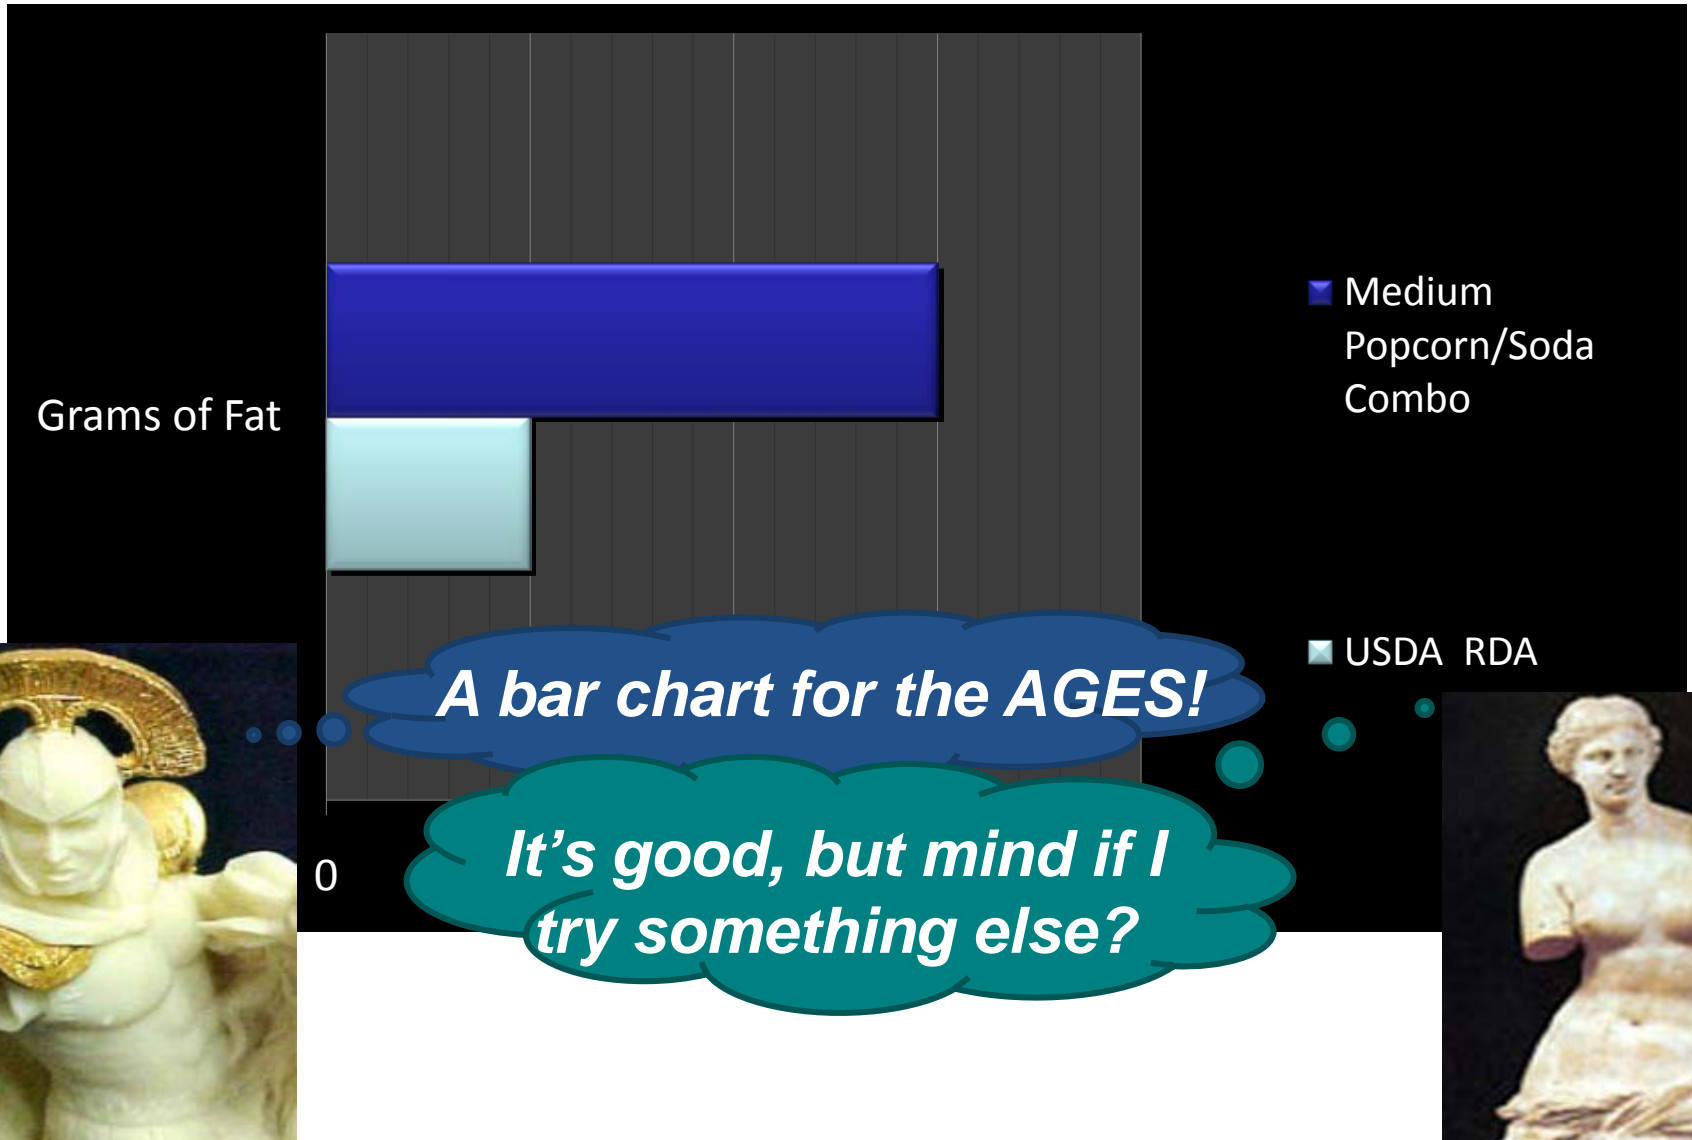 Medium
Popcorn/Soda
Combo
Grams of Fat
USDA  RDA
A bar chart for the AGES!
0
It’s good, but mind if I
try something else?